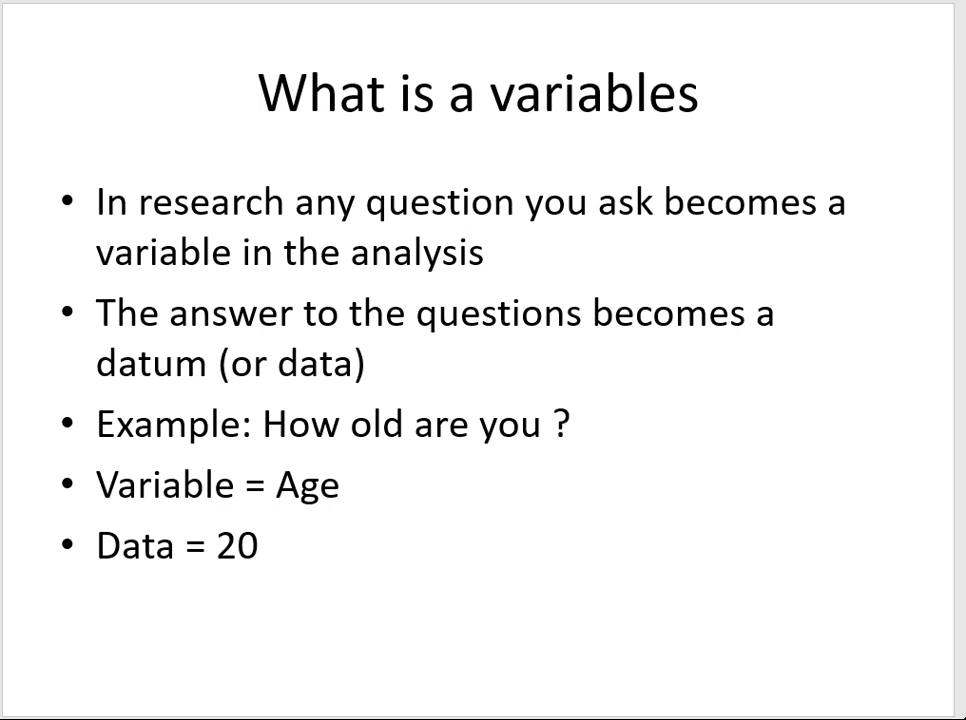 What is a variables
• In research any question you ask becomes a
variable in the analysis
• The answer to the questions becomes a
datum (or data)
• Example: How old are you ?
• Variable = Age
• Data = 20